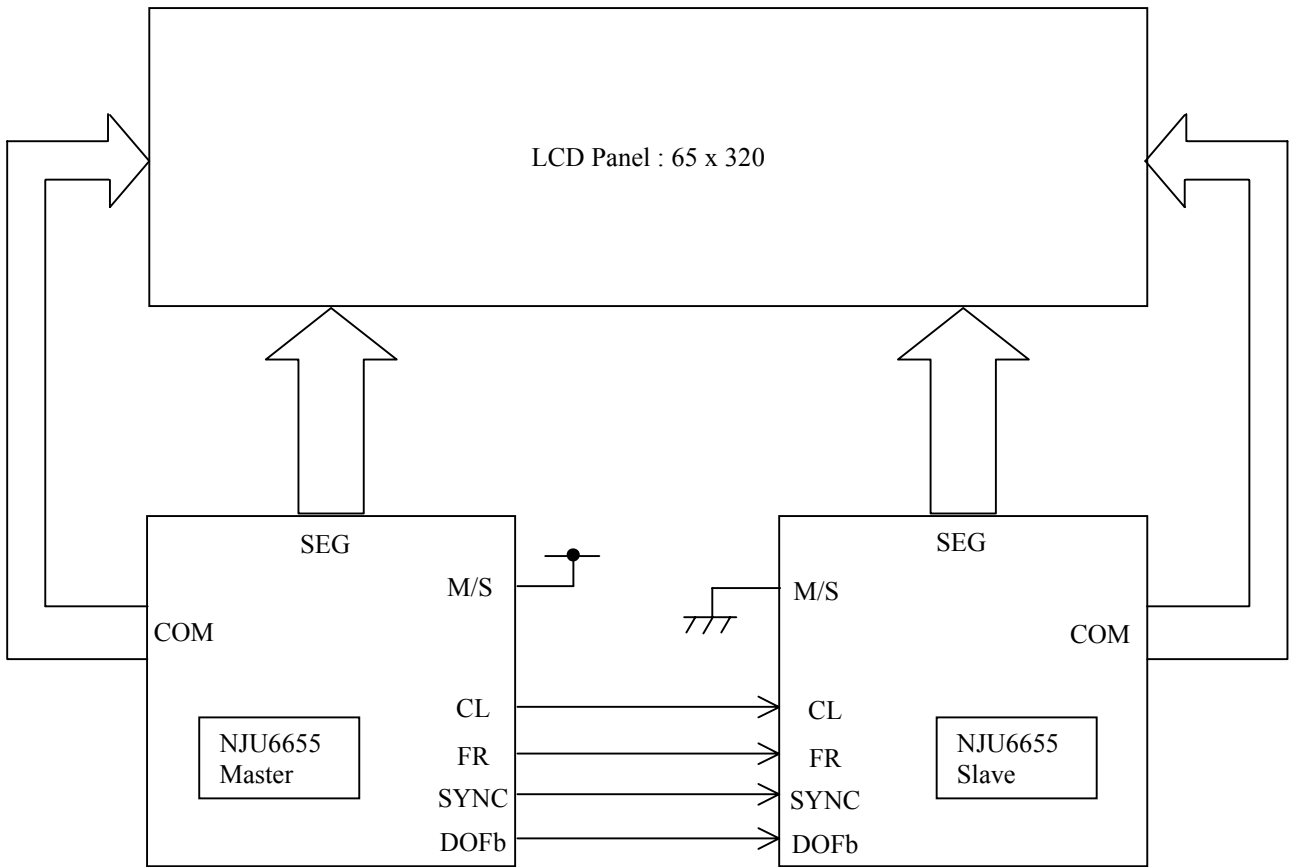 LCD Panel : 65 x 320
SEG
M/S
COM
CL
FR
SYNC
DOFb
NJU6655
Master
SEG
M/S
COM
CL
FR
SYNC
DOFb
NJU6655
Slave